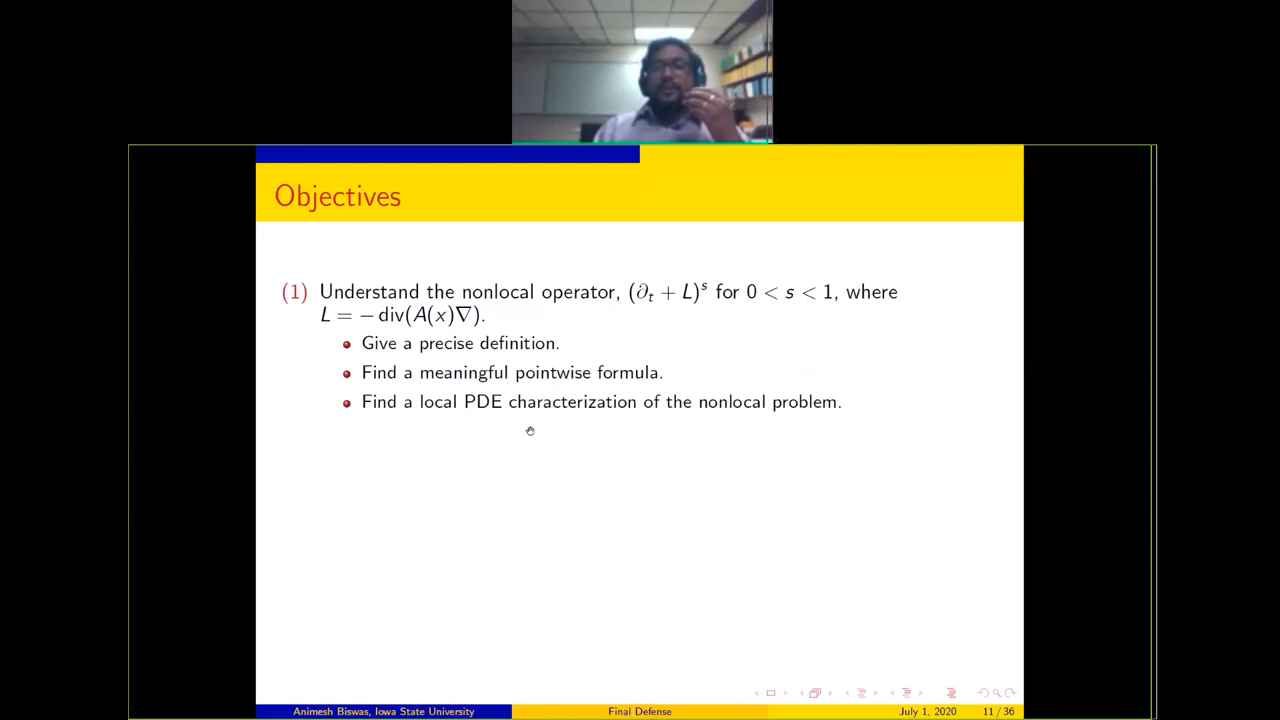 Objectives
(1) Understand the nonlocal operator, (∂ₜ + L)ˢ for 0 < s < 1, where
L = − div(A(x)∇).
Give a precise definition.
Find a meaningful pointwise formula.
Find a local PDE characterization of the nonlocal problem.
Animesh Biswas, Iowa State University Final Defense July 1, 2020 11 / 36